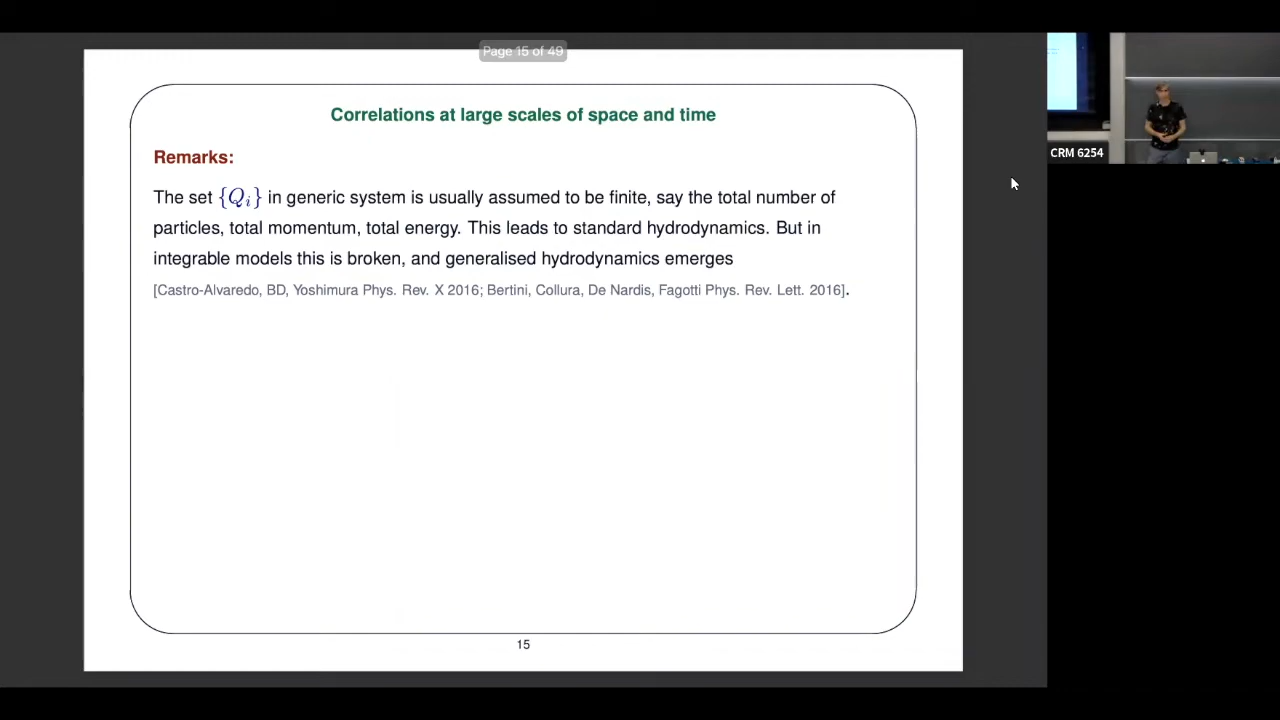 Page 15 of 49
Correlations at large scales of space and time
Remarks:
The set {Q_i} in generic system is usually assumed to be finite, say the total number of
particles, total momentum, total energy. This leads to standard hydrodynamics. But in
integrable models this is broken, and generalised hydrodynamics emerges
[Castro-Alvaredo, BD, Yoshimura Phys. Rev. X 2016; Bertini, Collura, De Nardis, Fagotti Phys. Rev. Lett. 2016].
15
CRM 6254